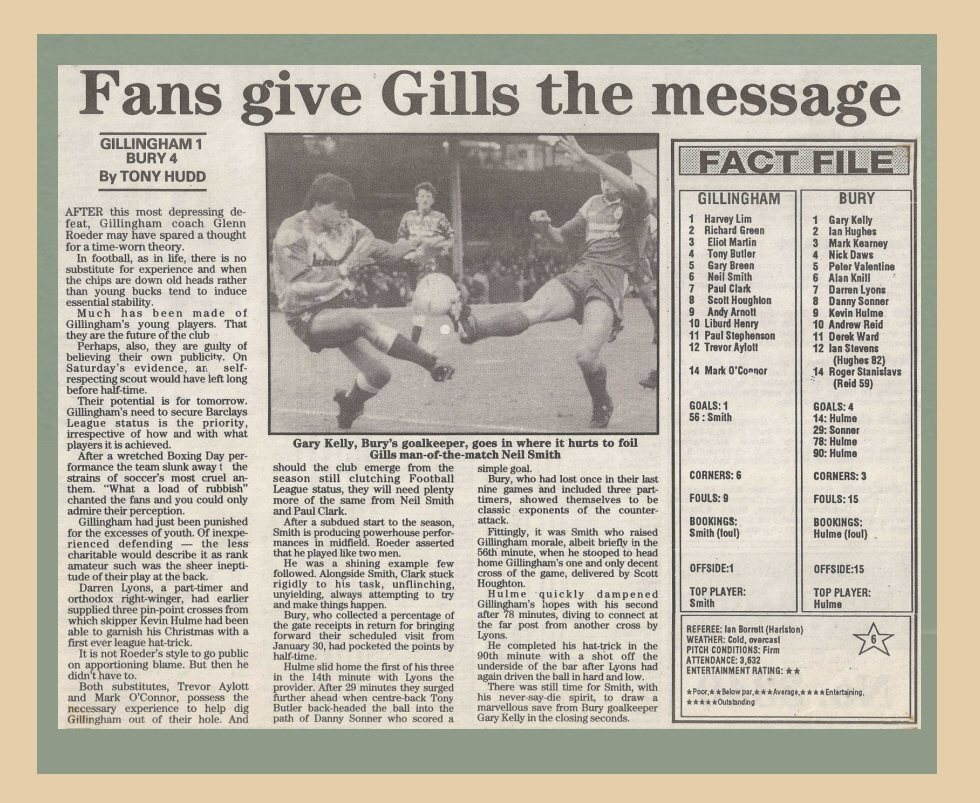 Fans give Gills the message
GILLINGHAM 1
BURY 4
By TONY HUDD
AFTER this most depressing de-
feat, Gillingham coach Glenn
Roeder may have spared a thought
for a time-worn theory.
In football, as in life, there is no
substitute for experience and when
the chips are down old heads rather
than young bucks tend to induce
essential stability.
Much has been made of
Gillingham's young players. That
they are the future of the club
Perhaps, also, they are guilty of
believing their own publicity. On
Saturday's evidence, self-
respecting scout would have left long
before half-time.
Their potential is for tomorrow.
Gillingham's need to secure Barclays
League status is the priority,
irrespective of how and with what
players it is achieved.
After a wretched Boxing Day per-
formance the team slunk away the
strains of soccer's most cruel an-
them. "What a load of rubbish"
chanted the fans and you could only
admire their perception.
Gillingham had just been punished
for the excesses of youth. Of inexpe-
rienced defending — the less
charitable would describe it as rank
amateur such was the sheer inepti-
tude of their play at the back.
Darren Lyons, a part-timer and
orthodox right-winger, had earlier
supplied three pin-point crosses from
which skipper Kevin Hulme had been
able to garnish his Christmas with a
first ever league hat-trick.
It is not Roeder's style to go public
on apportioning blame. But then he
didn't have to.
Both substitutes, Trevor Aylott
and Mark O'Connor, possess the
necessary experience to help dig
Gillingham out of their hole. And
Gary Kelly, Bury's goalkeeper, goes in where it hurts to foil
Gills man-of-the-match Neil Smith
should the club emerge from the
season still clutching Football
League status, they will need plenty
more of the same from Neil Smith
and Paul Clark.
After a subdued start to the season,
Smith is producing powerhouse perfor-
mances in midfield. Roeder asserted
that he played like two men.
He was a shining example few
followed. Alongside Smith, Clark stuck
rigidly to his task, unflinching,
unyielding, always attempting to try
and make things happen.
Bury, who collected a percentage of
the gate receipts in return for bringing
forward their scheduled visit from
January 30, had pocketed the points by
half-time.
Hulme slid home the first of his three
in the 14th minute with Lyons the
provider. After 29 minutes they surged
further ahead when centre-back Tony
Butler back-headed the ball into the
path of Danny Sonner who scored a
simple goal.
Bury, who had lost once in their last
nine games and included three part-
timers, showed themselves to be
classic exponents of the counter-
attack.
Fittingly, it was Smith who raised
Gillingham morale, albeit briefly in the
56th minute, when he stooped to head
home Gillingham's one and only decent
cross of the game, delivered by Scott
Houghton.
Hulme quickly dampened
Gillingham's hopes with his second
after 78 minutes, diving to connect at
the far post from another cross by
Lyons.
He completed his hat-trick in the
90th minute with a shot off the
underside of the bar after Lyons had
again driven the ball in hard and low.
There was still time for Smith, with
his never-say-die spirit, to draw a
marvellous save from Bury goalkeeper
Gary Kelly in the closing seconds.
FACT FILE
GILLINGHAM
1 Harvey Lim
2 Richard Green
3 Eliot Martin
4 Tony Butler
5 Gary Breen
6 Neil Smith
7 Paul Clark
8 Scott Houghton
9 Andy Arnott
10 Liburd Henry
11 Paul Stephenson
12 Trevor Aylott
14 Mark O'Connor
GOALS: 1
56 : Smith
CORNERS: 6
FOULS: 9
BOOKINGS:
Smith (foul)
OFFSIDE:1
TOP PLAYER:
Smith
BURY
1 Gary Kelly
2 Ian Hughes
3 Mark Kearney
4 Nick Daws
5 Peter Valentine
6 Alan Knill
7 Darren Lyons
8 Danny Sonner
9 Kevin Hulme
10 Andrew Reid
11 Derek Ward
12 Ian Stevens
(Hughes 82)
14 Roger Stanislavs
(Reid 59)
GOALS: 4
14: Hulme
29: Sonner
78: Hulme
90: Hulme
CORNERS: 3
FOULS: 15
BOOKINGS:
Hulme (foul)
OFFSIDE:15
TOP PLAYER:
Hulme
REFEREE: Ian Borrett (Harlston)
WEATHER: Cold, overcast
PITCH CONDITIONS: Firm
ATTENDANCE: 3,632
ENTERTAINMENT RATING: ★★
6
★Poor,★★Below par,★★★Average,★★★★Entertaining,
★★★★★Outstanding